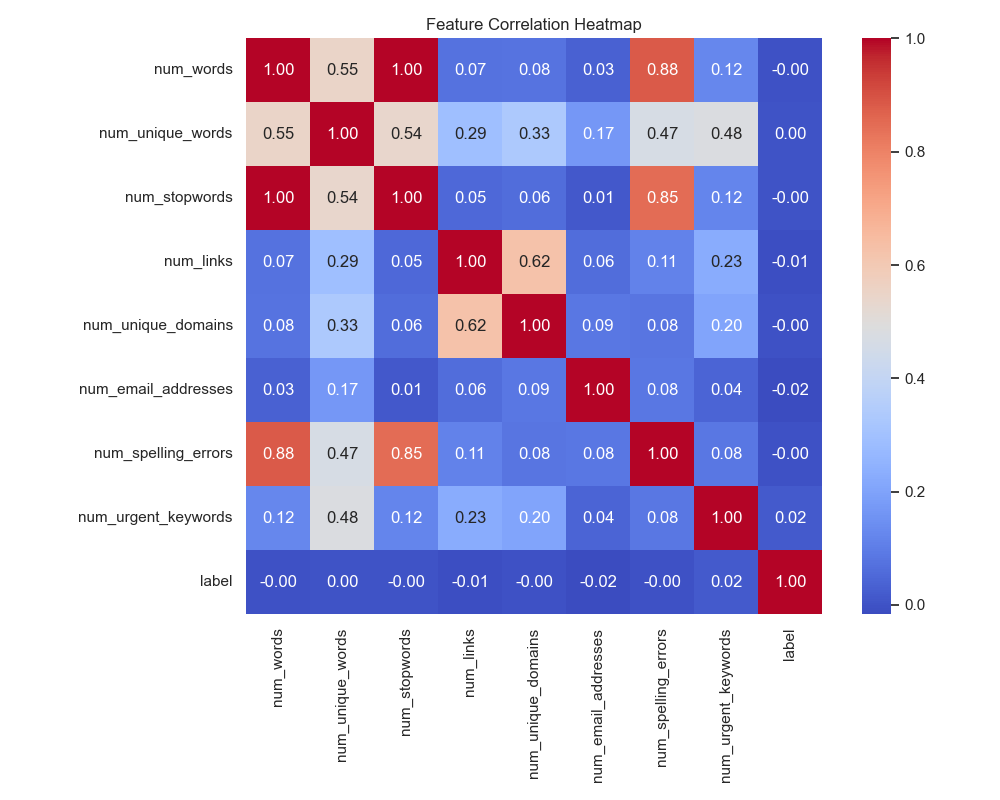 Feature Correlation Heatmap
num_words 1.00 0.55 1.00 0.07 0.08 0.03 0.88 0.12 -0.00
num_unique_words 0.55 1.00 0.54 0.29 0.33 0.17 0.47 0.48 0.00
num_stopwords 1.00 0.54 1.00 0.05 0.06 0.01 0.85 0.12 -0.00
num_links 0.07 0.29 0.05 1.00 0.62 0.06 0.11 0.23 -0.01
num_unique_domains 0.08 0.33 0.06 0.62 1.00 0.09 0.08 0.20 -0.00
num_email_addresses 0.03 0.17 0.01 0.06 0.09 1.00 0.08 0.04 -0.02
num_spelling_errors 0.88 0.47 0.85 0.11 0.08 0.08 1.00 0.08 -0.00
num_urgent_keywords 0.12 0.48 0.12 0.23 0.20 0.04 0.08 1.00 0.02
label -0.00 0.00 -0.00 -0.01 -0.00 -0.02 -0.00 0.02 1.00
num_words
num_unique_words
num_stopwords
num_links
num_unique_domains
num_email_addresses
num_spelling_errors
num_urgent_keywords
label
1.0
0.8
0.6
0.4
0.2
0.0